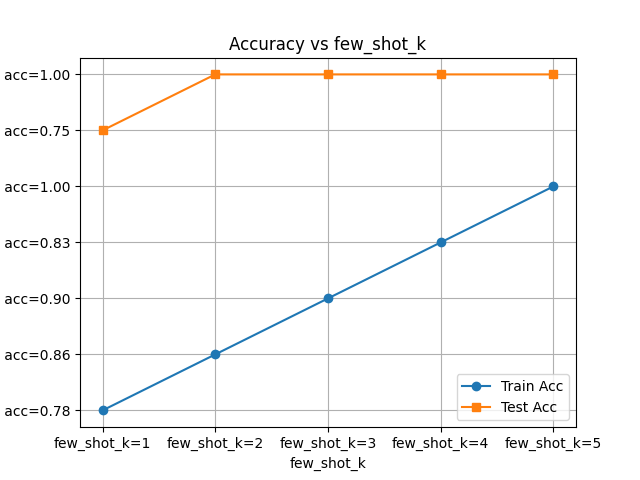 Accuracy vs few_shot_k
acc=1.00
acc=0.75
acc=1.00
acc=0.83
acc=0.90
acc=0.86
acc=0.78
Train Acc
Test Acc
few_shot_k=1 few_shot_k=2 few_shot_k=3 few_shot_k=4 few_shot_k=5
few_shot_k